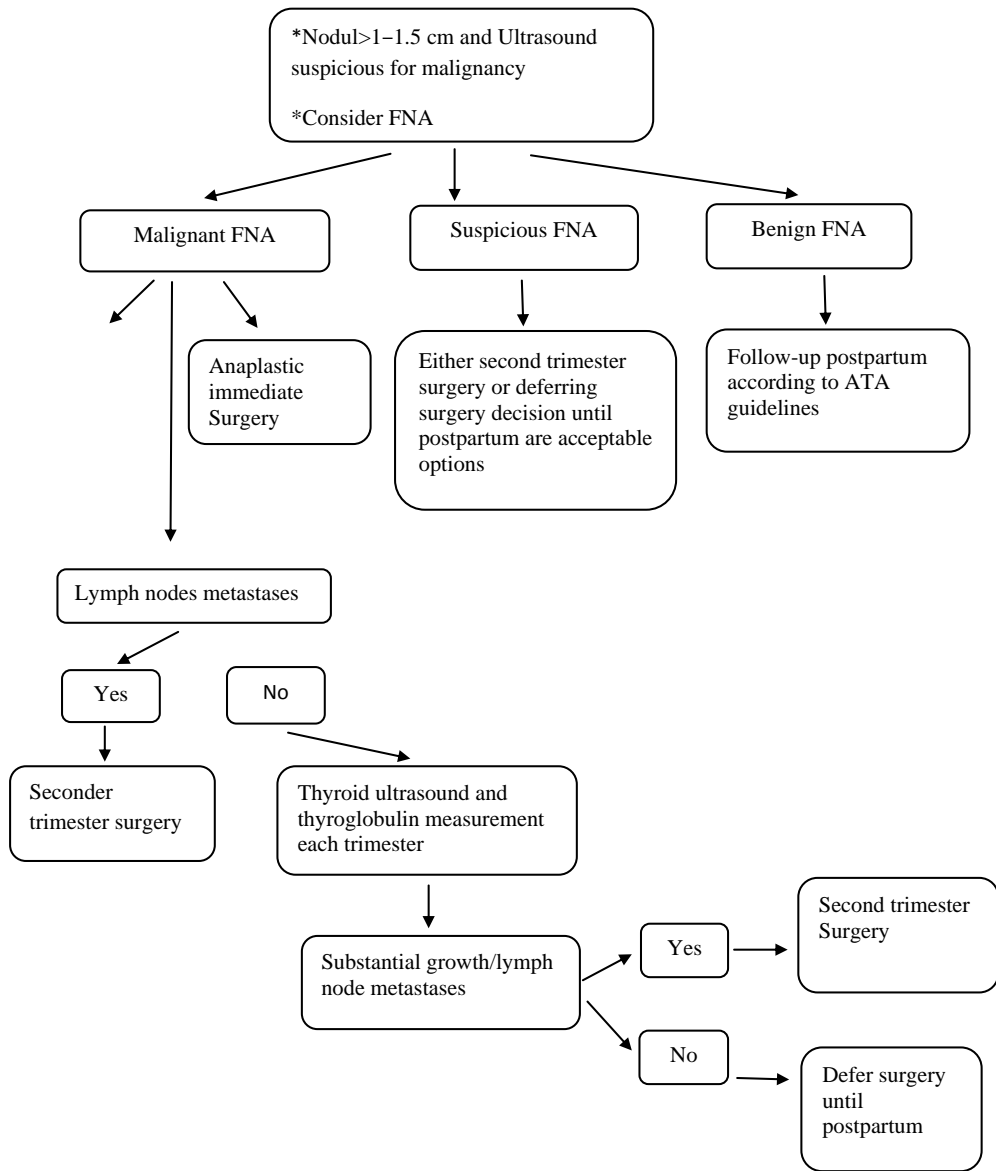 *Nodul>1–1.5 cm and Ultrasound
suspicious for malignancy
*Consider FNA
Malignant FNA
Suspicious FNA
Benign FNA
Anaplastic
immediate
Surgery
Either second trimester
surgery or deferring
surgery decision until
postpartum are acceptable
options
Follow-up postpartum
according to ATA
guidelines
Lymph nodes metastases
Yes
No
Seconder
trimester surgery
Thyroid ultrasound and
thyroglobulin measurement
each trimester
Substantial growth/lymph
node metastases
Yes
Second trimester
Surgery
No
Defer surgery
until
postpartum